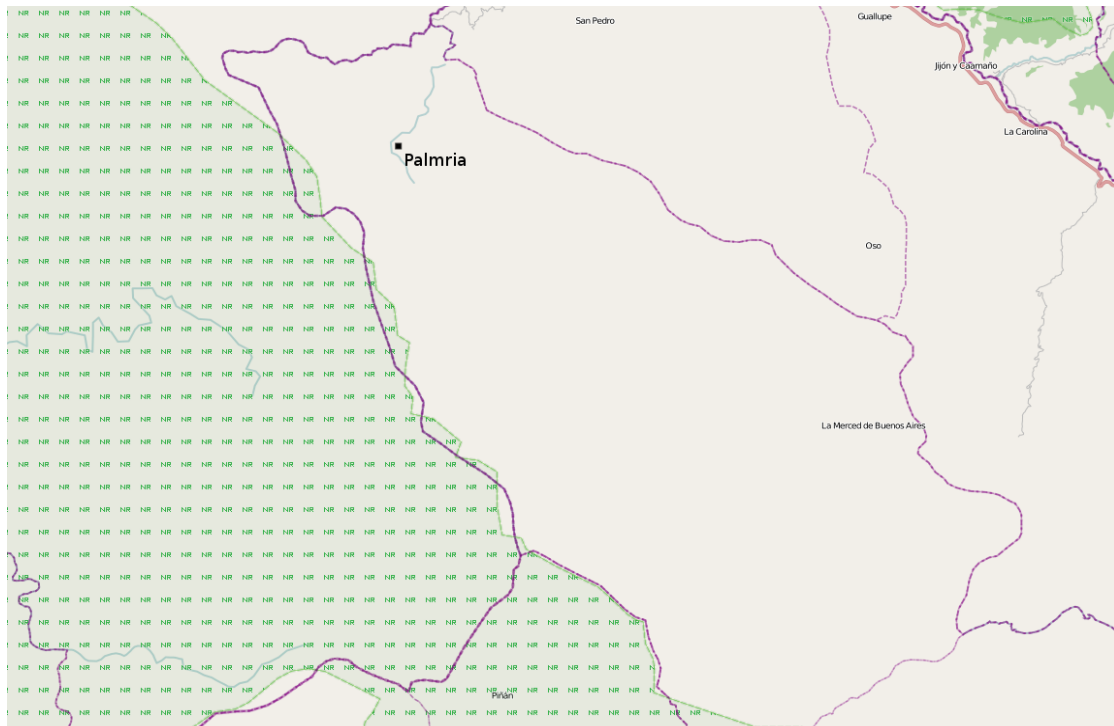 San Pedro
Guallupe
Jijón y Caamaño
La Carolina
Palmria
Oso
La Merced de Buenos Aires
Piñán
NR